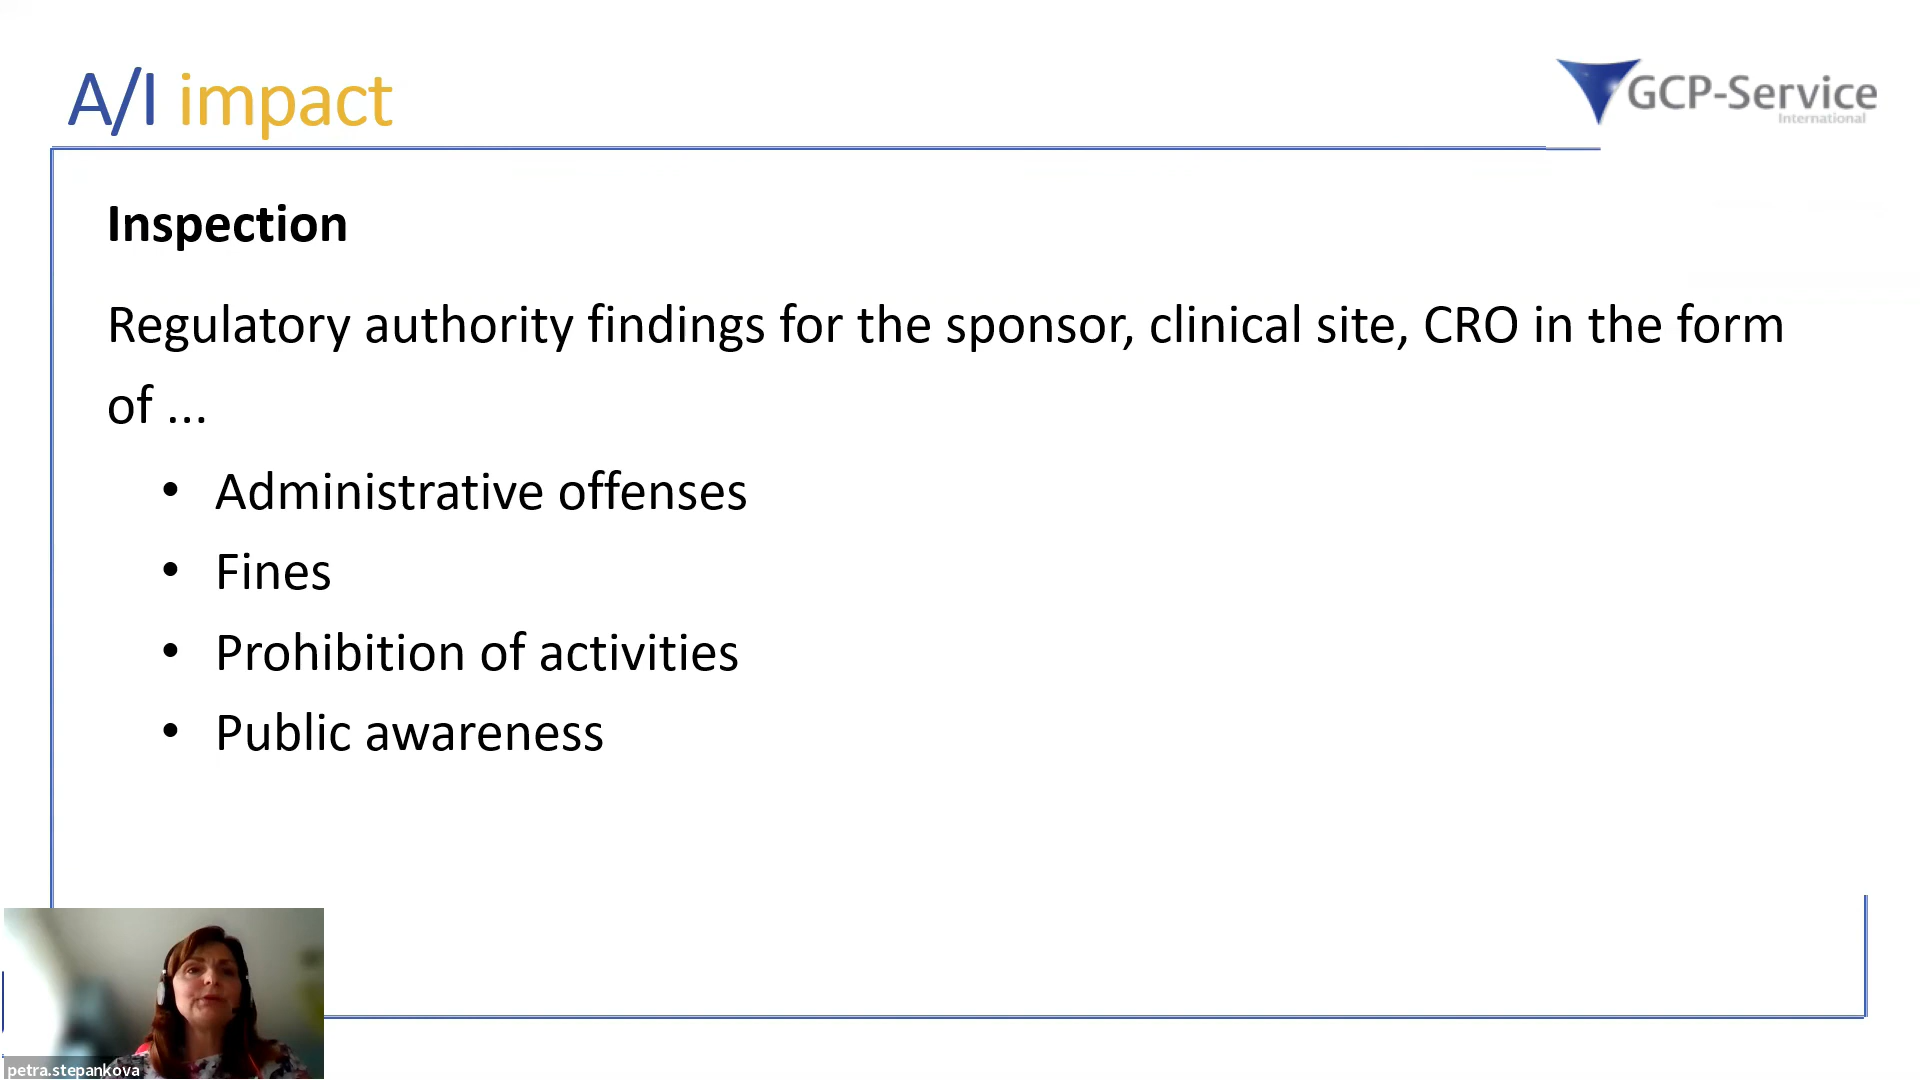 A/I impact
GCP-Service
International
Inspection
Regulatory authority findings for the sponsor, clinical site, CRO in the form
of ...
• Administrative offenses
• Fines
• Prohibition of activities
• Public awareness
petra.stepankova